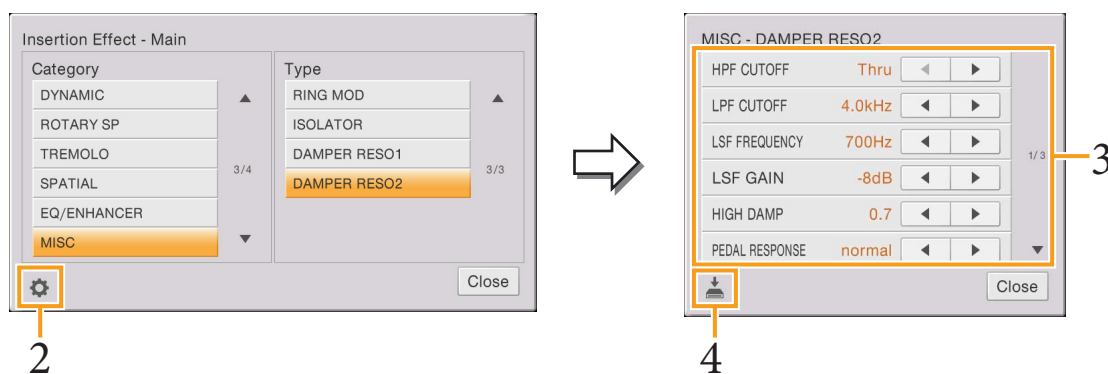 Insertion Effect - Main
Category
DYNAMIC
ROTARY SP
TREMOLO
SPATIAL
EQ/ENHANCER
MISC
3/4
Type
RING MOD
ISOLATOR
DAMPER RESO1
DAMPER RESO2
3/3
Close
2
MISC - DAMPER RESO2
HPF CUTOFF Thru
LPF CUTOFF 4.0kHz
LSF FREQUENCY 700Hz
LSF GAIN -8dB
HIGH DAMP 0.7
PEDAL RESPONSE normal
1/3
3
Close
4